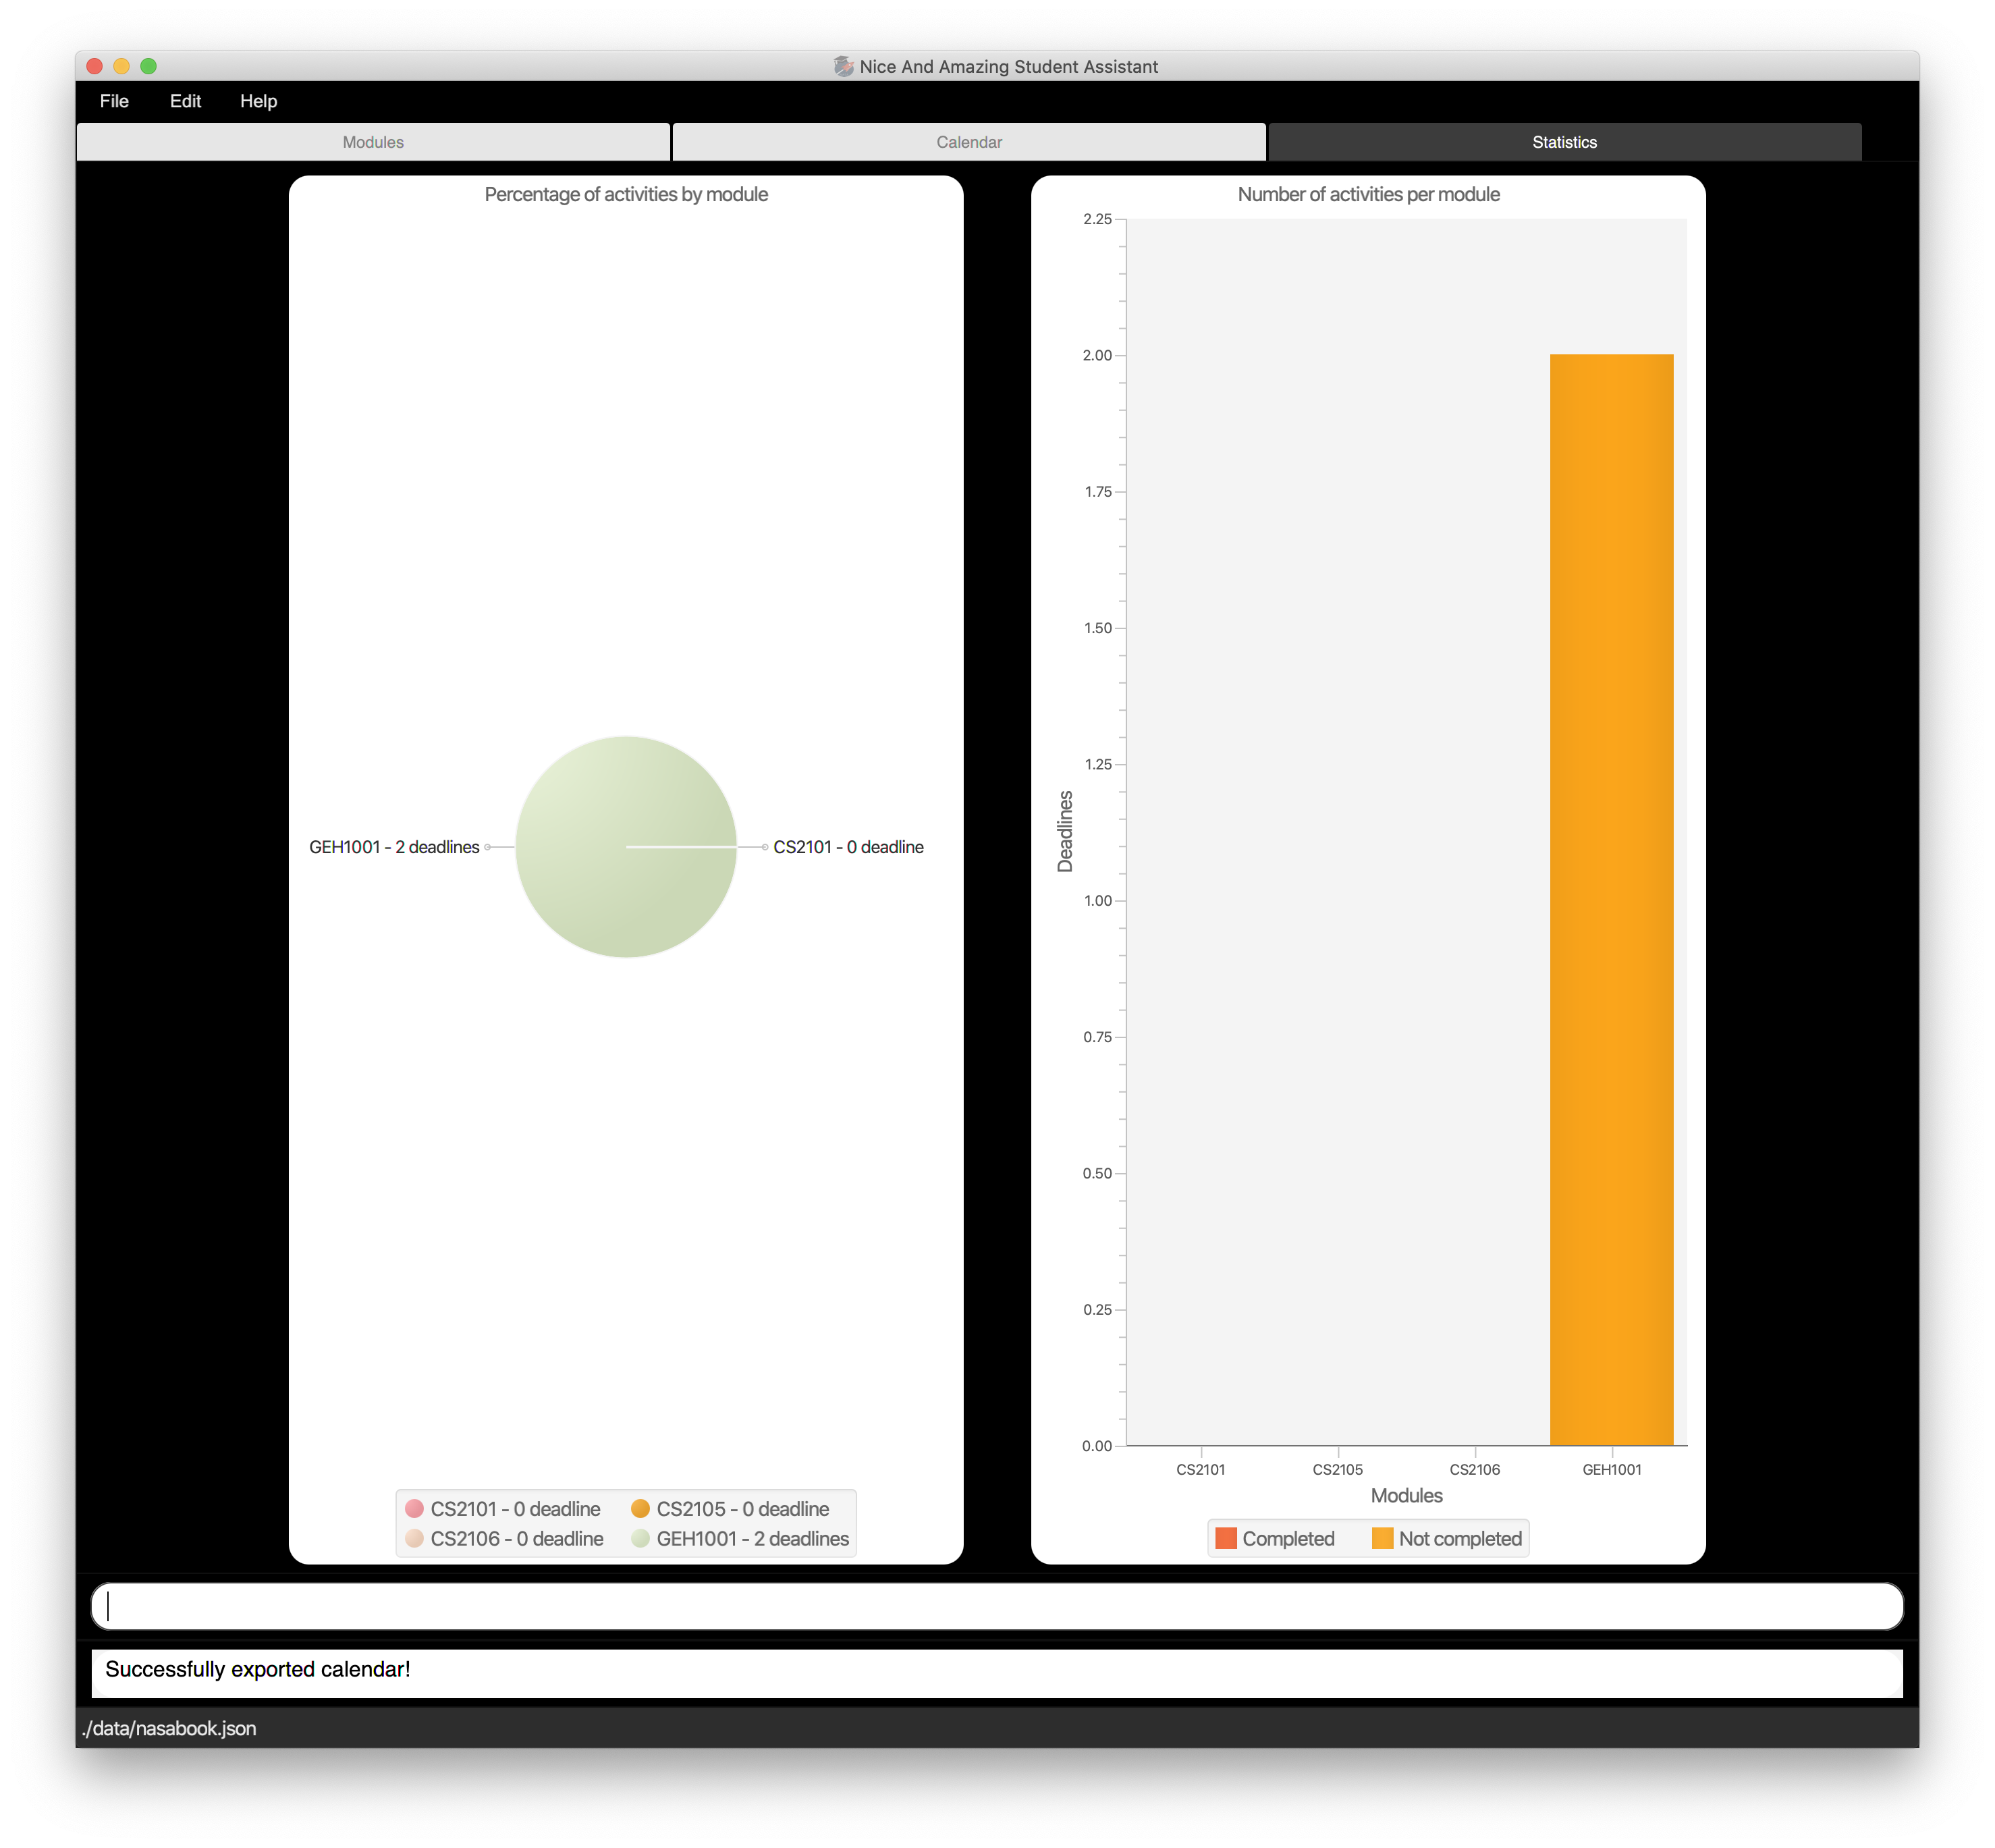 Nice And Amazing Student Assistant
File Edit Help
Modules Calendar Statistics
Percentage of activities by module
GEH1001 - 2 deadlines
CS2101 - 0 deadline
CS2101 - 0 deadline CS2105 - 0 deadline
CS2106 - 0 deadline GEH1001 - 2 deadlines
Number of activities per module
2.25
2.00
1.75
1.50
1.25
1.00
0.75
0.50
0.25
0.00
Deadlines
CS2101 CS2105 CS2106 GEH1001
Modules
Completed Not completed
Successfully exported calendar!
./data/nasabook.json